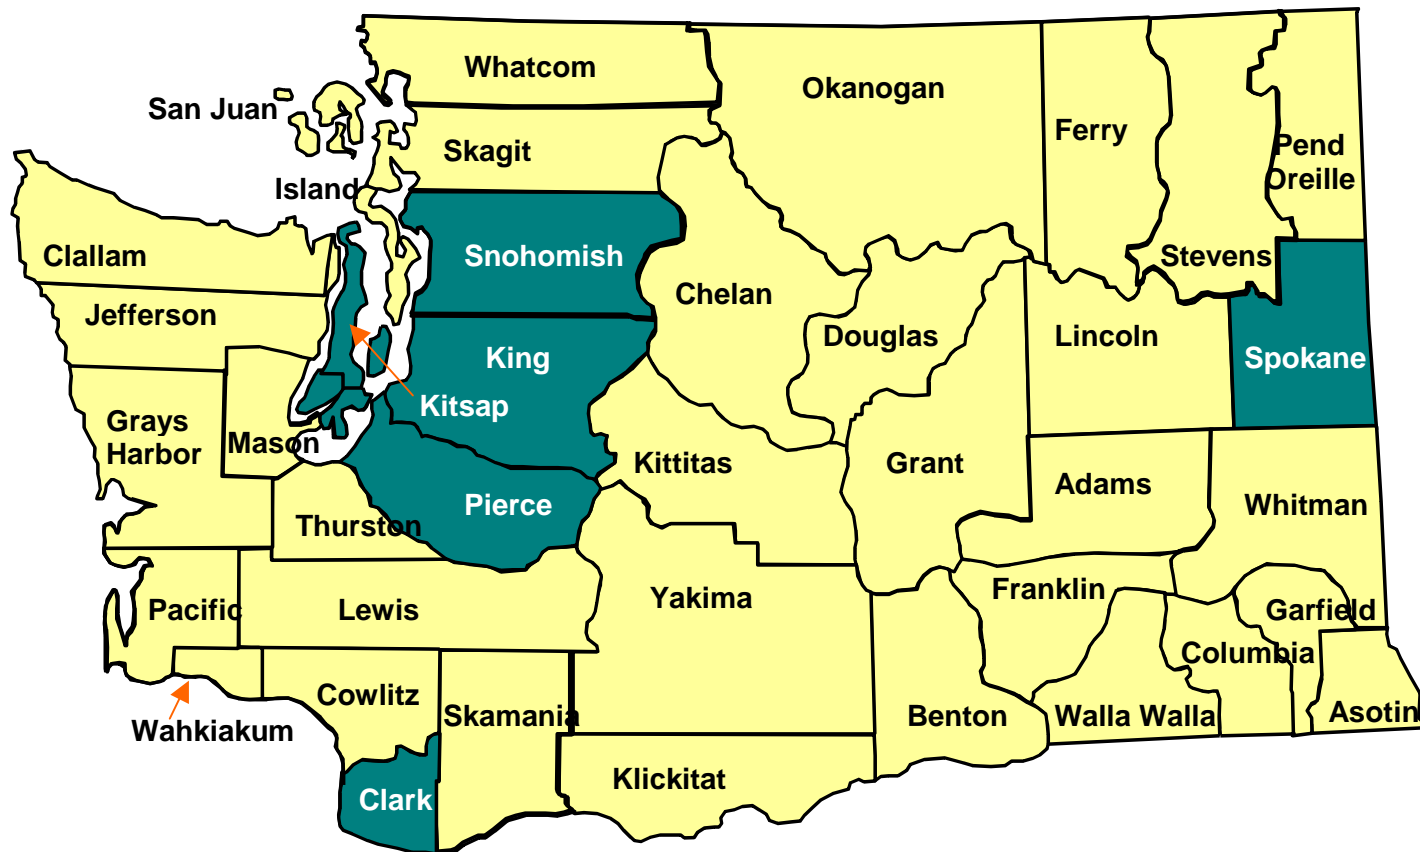 Whatcom
Okanogan
San Juan
Ferry
Skagit
Pend
Oreille
Island
Clallam
Snohomish
Stevens
Chelan
Jefferson
Douglas
Lincoln
King
Spokane
Kitsap
Grays
Harbor
Mason
Kittitas
Grant
Adams
Pierce
Whitman
Thurston
Franklin
Yakima
Pacific
Lewis
Garfield
Columbia
Cowlitz
Skamania
Benton
Walla Walla
Asotin
Wahkiakum
Klickitat
Clark